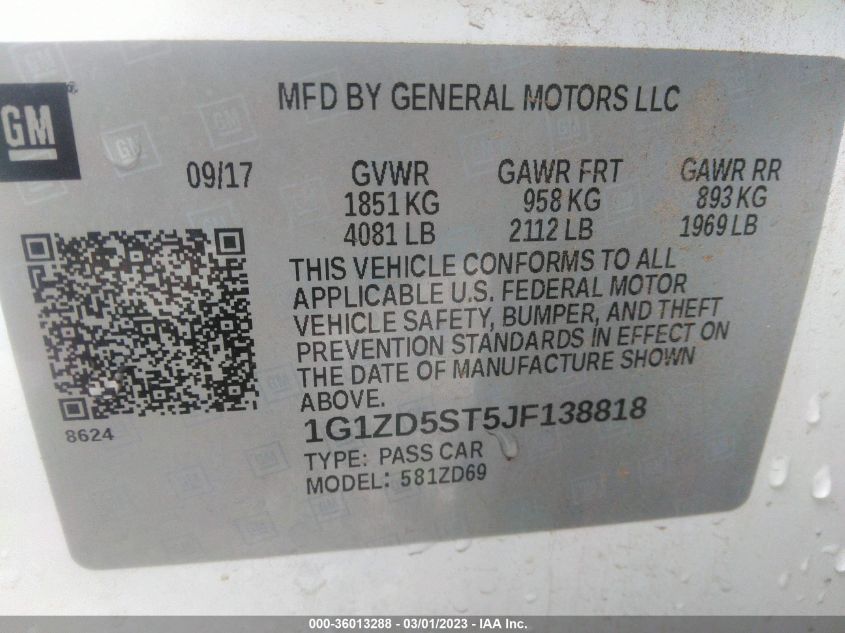 GM
MFD BY GENERAL MOTORS LLC
09/17 GVWR GAWR FRT GAWR RR
1851 KG 958 KG 893 KG
4081 LB 2112 LB 1969 LB
THIS VEHICLE CONFORMS TO ALL
APPLICABLE U.S. FEDERAL MOTOR
VEHICLE SAFETY, BUMPER, AND THEFT
PREVENTION STANDARDS IN EFFECT ON
THE DATE OF MANUFACTURE SHOWN
ABOVE.
8624
1G1ZD5ST5JF138818
TYPE: PASS CAR
MODEL: 581ZD69
000-36013288 - 03/01/2023 - IAA Inc.